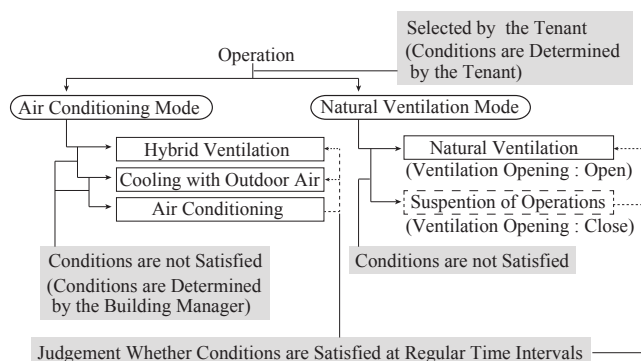 Selected by the Tenant
(Conditions are Determined
by the Tenant)
Operation
Air Conditioning Mode
Natural Ventilation Mode
Hybrid Ventilation
Cooling with Outdoor Air
Air Conditioning
Natural Ventilation
(Ventilation Opening : Open)
Suspention of Operations
(Ventilation Opening : Close)
Conditions are not Satisfied
(Conditions are Determined
by the Building Manager)
Conditions are not Satisfied
Judgement Whether Conditions are Satisfied at Regular Time Intervals